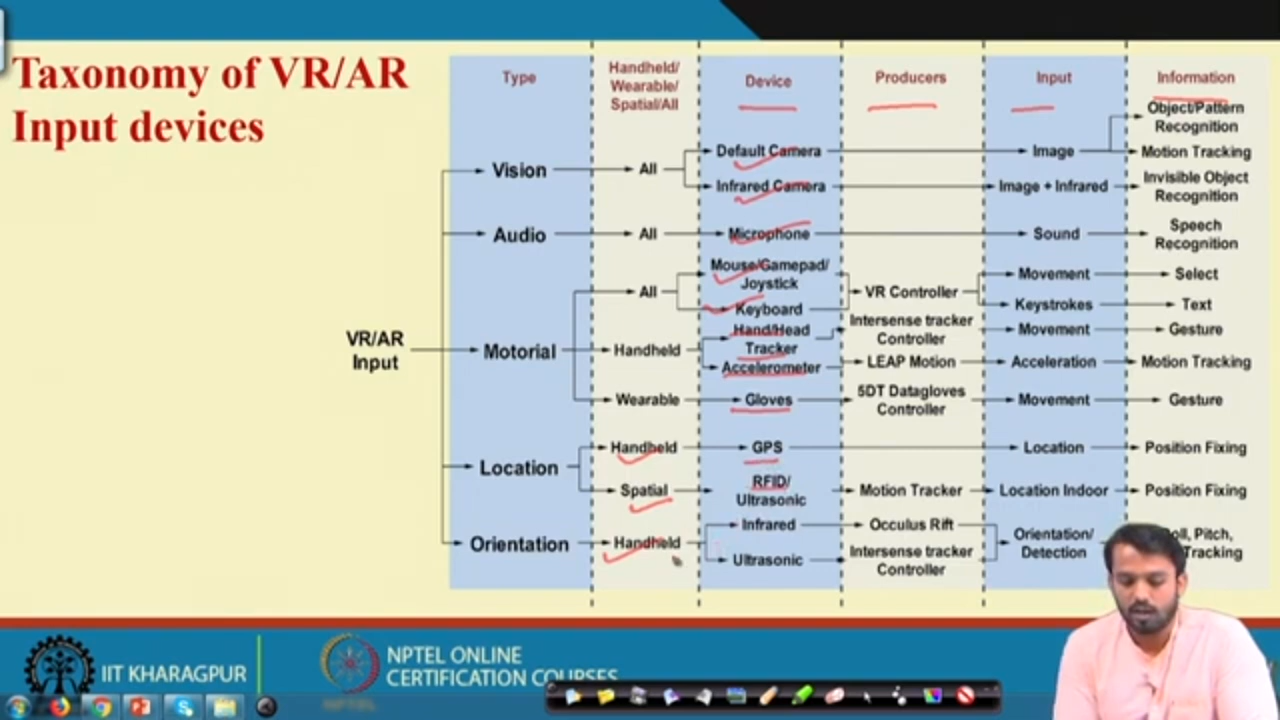 Taxonomy of VR/AR
Input devices
Type
Handheld/
Wearable/
Spatial/All
Device
Producers
Input
Information
VR/AR
Input
Vision
All
Default Camera
Image
Object/Pattern
Recognition
Motion Tracking
Infrared Camera
Image + Infrared
Invisible Object
Recognition
Audio
All
Microphone
Sound
Speech
Recognition
Motorial
All
Mouse/Gamepad/
Joystick
Keyboard
VR Controller
Movement
Select
Keystrokes
Text
Handheld
Hand/Head
Tracker
Intersense tracker
Controller
Movement
Gesture
Accelerometer
LEAP Motion
Acceleration
Motion Tracking
Wearable
Gloves
5DT Datagloves
Controller
Movement
Gesture
Location
Handheld
GPS
Location
Position Fixing
Spatial
RFID/
Ultrasonic
Motion Tracker
Location Indoor
Position Fixing
Orientation
Handheld
Infrared
Occulus Rift
Ultrasonic
Intersense tracker
Controller
Orientation/
Detection
Pitch,
Tracking
IIT KHARAGPUR
NPTEL ONLINE
CERTIFICATION COURSES
NPTEL